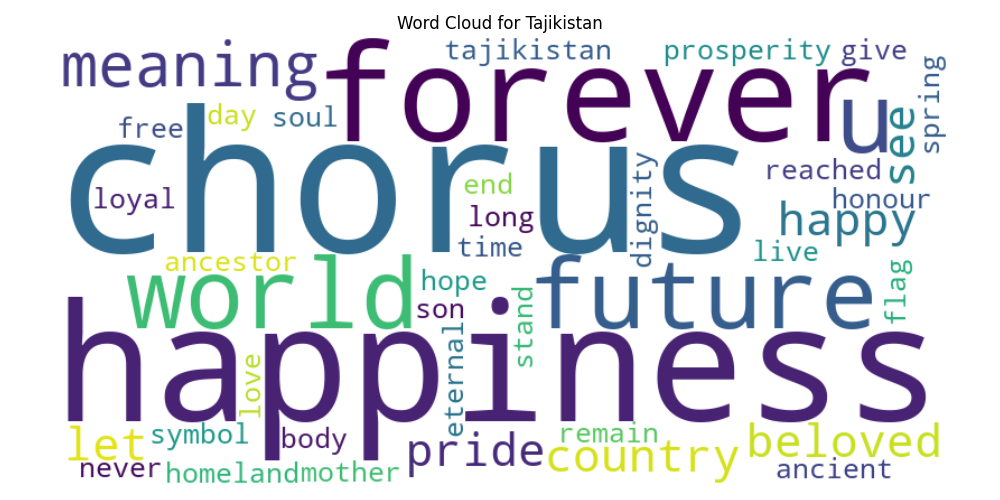 Word Cloud for Tajikistan
meaning
forever
tajikistan
prosperity
give
free
day
soul
u
see
spring
chorus
loyal
end
long
time
dignity
reached
honour
happy
live
ancestor
world
hope
son
stand
future
flag
happiness
love
eternal
let
symbol
body
pride
remain
country
beloved
never
homeland
mother
ancient